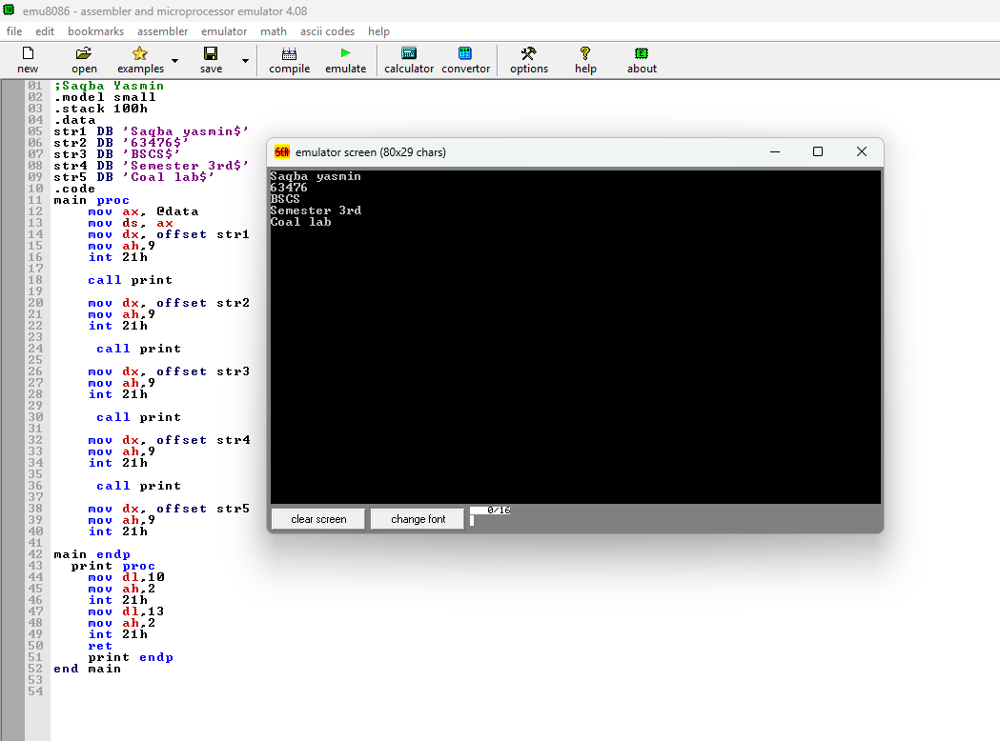 emu8086 - assembler and microprocessor emulator 4.08
file edit bookmarks assembler emulator math ascii codes help
new open examples save compile emulate calculator convertor options help about
01 ;Saqba Yasmin
02 .model small
03 .stack 100h
04 .data
05 str1 DB 'Saqba yasmin$'
06 str2 DB '63476$'
07 str3 DB 'BSCS$'
08 str4 DB 'Semester 3rd$'
09 str5 DB 'Coal lab$'
10 .code
11 main proc
12 mov ax, @data
13 mov ds, ax
14 mov dx, offset str1
15 mov ah,9
16 int 21h
17
18 call print
19
20 mov dx, offset str2
21 mov ah,9
22 int 21h
23
24 call print
25
26 mov dx, offset str3
27 mov ah,9
28 int 21h
29
30 call print
31
32 mov dx, offset str4
33 mov ah,9
34 int 21h
35
36 call print
37
38 mov dx, offset str5
39 mov ah,9
40 int 21h
41
42 main endp
43 print proc
44 mov dl,10
45 mov ah,2
46 int 21h
47 mov dl,13
48 mov ah,2
49 int 21h
50 ret
51 print endp
52 end main
53
54
SCR emulator screen (80x29 chars)
Saqba yasmin
63476
BSCS
Semester 3rd
Coal lab
clear screen change font 0/16